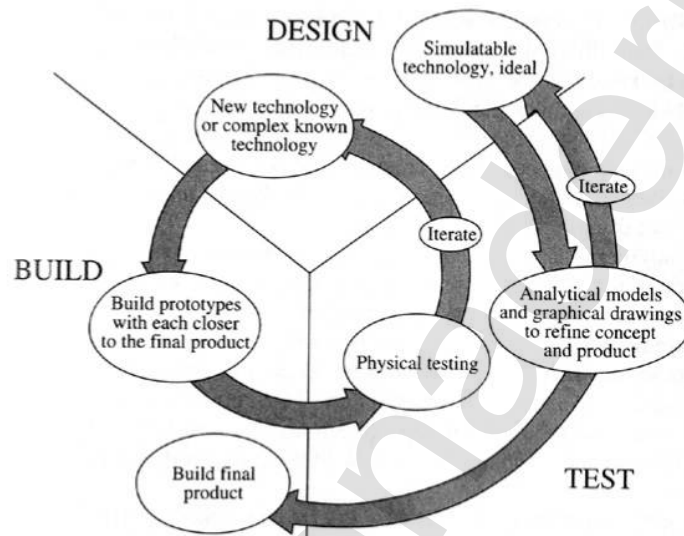 DESIGN
Simulatable
technology, ideal
New technology
or complex known
technology
Iterate
Iterate
BUILD
Build prototypes
with each closer
to the final product
Analytical models
and graphical drawings
to refine concept
and product
Physical testing
Build final
product
TEST